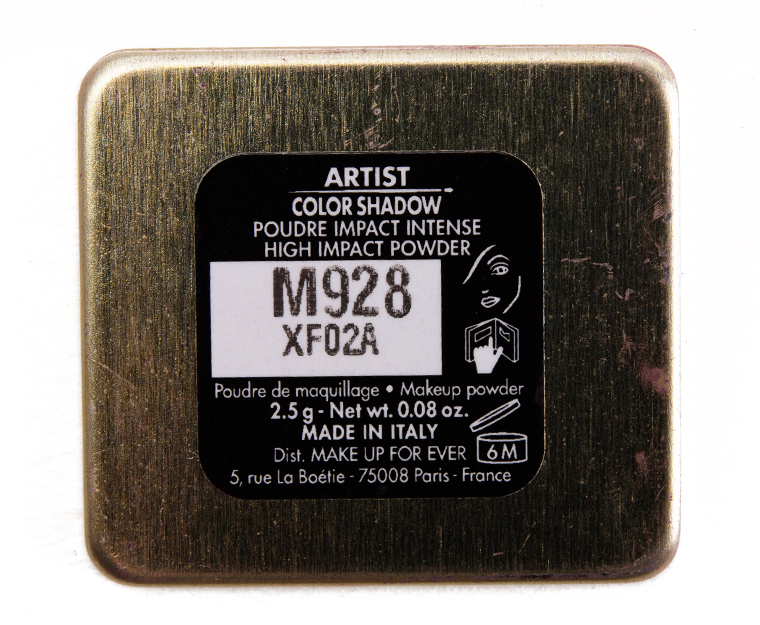 ARTIST
COLOR SHADOW
POUDRE IMPACT INTENSE
HIGH IMPACT POWDER
M928
XF02A
Poudre de maquillage • Makeup powder
2.5 g - Net wt. 0.08 oz.
MADE IN ITALY
Dist. MAKE UP FOR EVER 6M
5, rue La Boétie - 75008 Paris - France